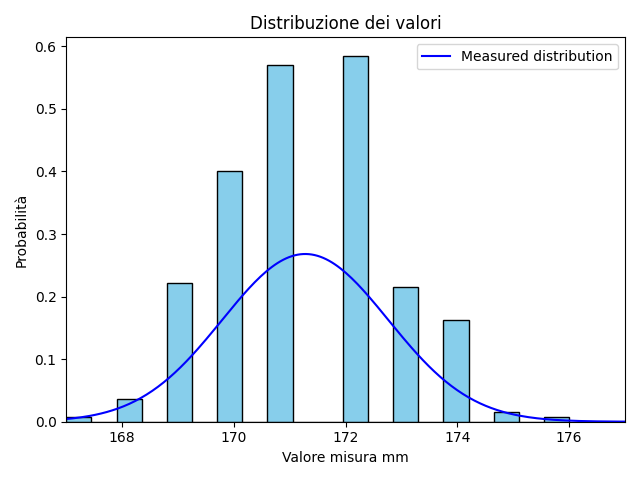 Distribuzione dei valori
Measured distribution
0.6
0.5
0.4
0.3
0.2
0.1
0.0
Probabilità
168 170 172 174 176
Valore misura mm